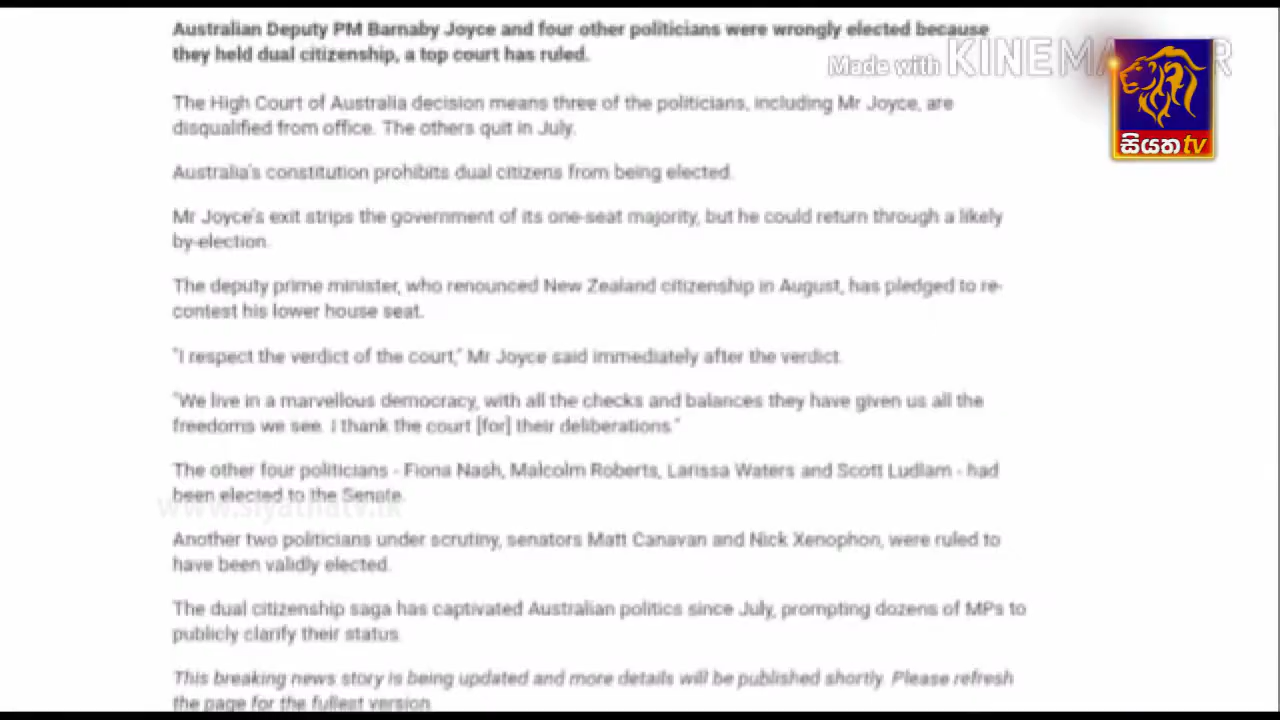 Australian Deputy PM Barnaby Joyce and four other politicians were wrongly elected because
they held dual citizenship, a top court has ruled.
Made with KINEMASTER
සියත tv
The High Court of Australia decision means three of the politicians, including Mr Joyce, are
disqualified from office. The others quit in July.
Australia's constitution prohibits dual citizens from being elected.
Mr Joyce's exit strips the government of its one-seat majority, but he could return through a likely
by-election.
The deputy prime minister, who renounced New Zealand citizenship in August, has pledged to re-
contest his lower house seat.
"I respect the verdict of the court," Mr Joyce said immediately after the verdict.
"We live in a marvellous democracy, with all the checks and balances they have given us all the
freedoms we see. I thank the court [for] their deliberations."
The other four politicians - Fiona Nash, Malcolm Roberts, Larissa Waters and Scott Ludlam - had
been elected to the Senate.
www.siyathatv.lk
Another two politicians under scrutiny, senators Matt Canavan and Nick Xenophon, were ruled to
have been validly elected.
The dual citizenship saga has captivated Australian politics since July, prompting dozens of MPs to
publicly clarify their status.
This breaking news story is being updated and more details will be published shortly. Please refresh
the page for the fullest version.